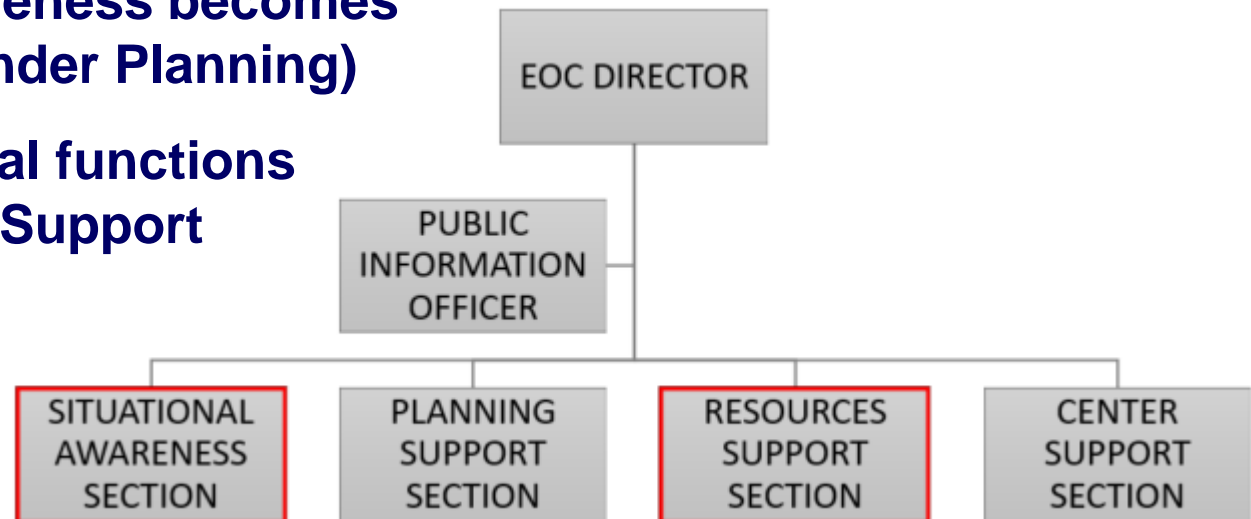 becomes
nder Planning)
al functions
Support
EOC DIRECTOR
PUBLIC
INFORMATION
OFFICER
SITUATIONAL
AWARENESS
SECTION
PLANNING
SUPPORT
SECTION
RESOURCES
SUPPORT
SECTION
CENTER
SUPPORT
SECTION